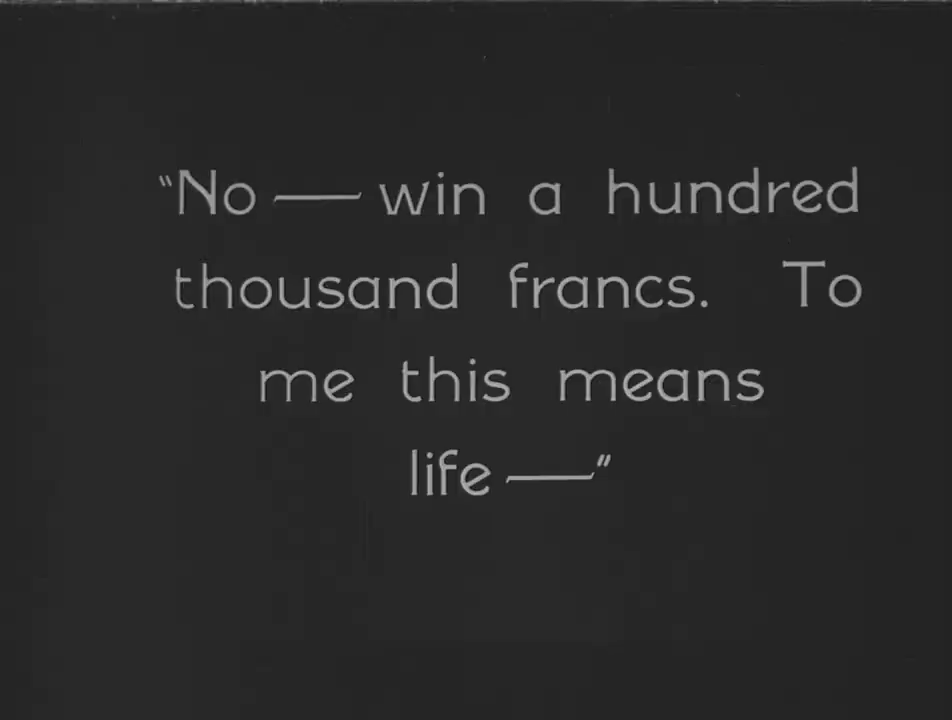 "No — win a hundred
thousand francs. To
me this means
life —"